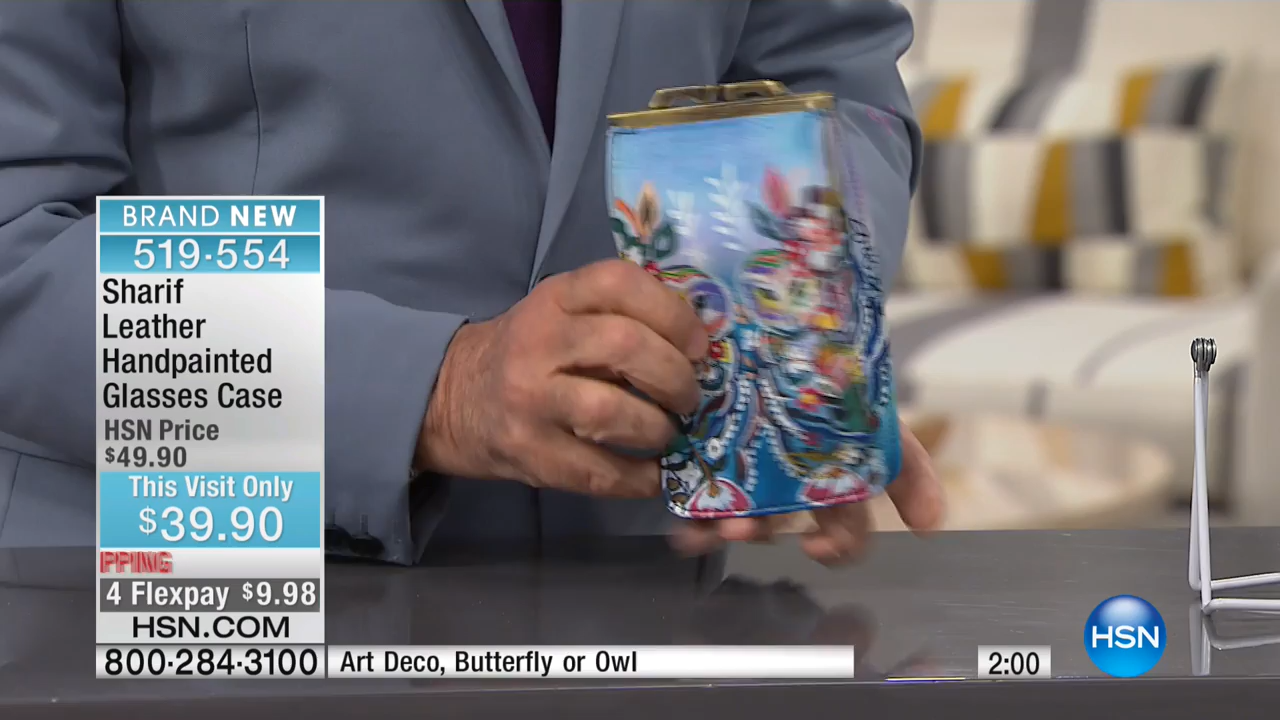 BRAND NEW
519·554
Sharif
Leather
Handpainted
Glasses Case
HSN Price
$49.90
This Visit Only
$39.90
PPING
4 Flexpay $9.98
HSN.COM
800·284·3100
Art Deco, Butterfly or Owl
2:00
HSN